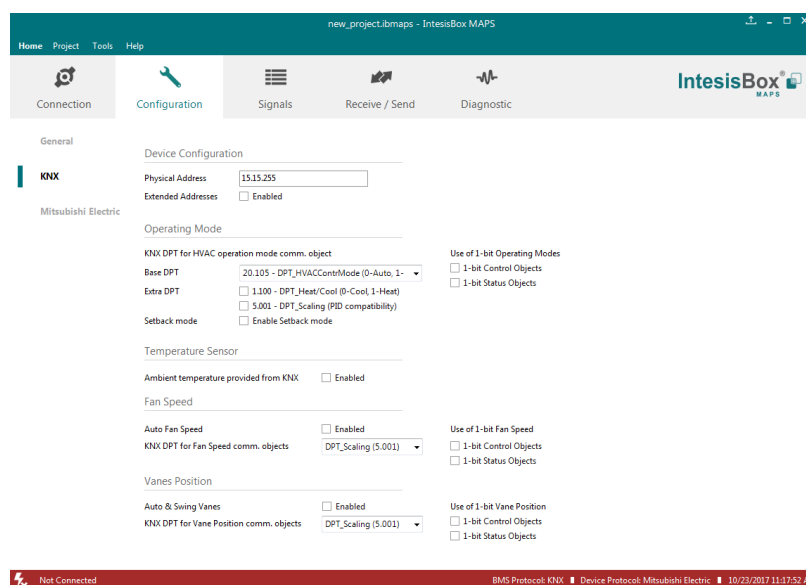 new_project.ibmaps - IntesisBox MAPS
Home Project Tools Help
Connection Configuration Signals Receive / Send Diagnostic
IntesisBox®
MAPS
General
KNX
Mitsubishi Electric
Device Configuration
Physical Address 15.15.255
Extended Addresses Enabled
Operating Mode
KNX DPT for HVAC operation mode comm. object Use of 1-bit Operating Modes
Base DPT 20.105 - DPT_HVACContrMode (0-Auto, 1- 1-bit Control Objects
Extra DPT 1.100 - DPT_Heat/Cool (0-Cool, 1-Heat) 1-bit Status Objects
5.001 - DPT_Scaling (PID compatibility)
Setback mode Enable Setback mode
Temperature Sensor
Ambient temperature provided from KNX Enabled
Fan Speed
Auto Fan Speed Enabled Use of 1-bit Fan Speed
KNX DPT for Fan Speed comm. objects DPT_Scaling (5.001) 1-bit Control Objects
1-bit Status Objects
Vanes Position
Auto & Swing Vanes Enabled Use of 1-bit Vane Position
KNX DPT for Vane Position comm. objects DPT_Scaling (5.001) 1-bit Control Objects
1-bit Status Objects
Not Connected BMS Protocol: KNX Device Protocol: Mitsubishi Electric 10/23/2017 11:17:52